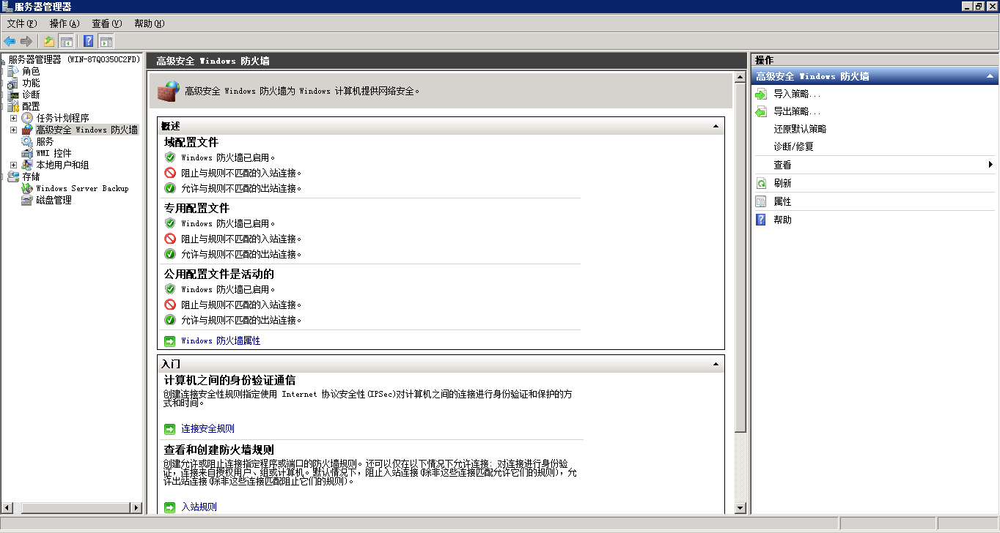 服务器管理器
文件(F) 操作(A) 查看(V) 帮助(H)
服务器管理器 (WIN-87QO350C2FD)
角色
功能
诊断
配置
任务计划程序
高级安全 Windows 防火墙
服务
WMI 控件
本地用户和组
存储
Windows Server Backup
磁盘管理
高级安全 Windows 防火墙
高级安全 Windows 防火墙为 Windows 计算机提供网络安全。
概述
域配置文件
Windows 防火墙已启用。
阻止与规则不匹配的入站连接。
允许与规则不匹配的出站连接。
专用配置文件
Windows 防火墙已启用。
阻止与规则不匹配的入站连接。
允许与规则不匹配的出站连接。
公用配置文件是活动的
Windows 防火墙已启用。
阻止与规则不匹配的入站连接。
允许与规则不匹配的出站连接。
Windows 防火墙属性
入门
计算机之间的身份验证通信
创建连接安全性规则指定使用 Internet 协议安全性(IPSec)对计算机之间的连接进行身份验证和保护的方
式和时间。
连接安全规则
查看和创建防火墙规则
创建允许或阻止连接指定程序或端口的防火墙规则。还可以仅在以下情况下允许连接: 对连接进行身份验
证，连接来自授权用户、组或计算机。默认情况下，阻止入站连接(除非这些连接匹配允许它们的规则)，允
许出站连接(除非这些连接匹配阻止它们的规则)。
入站规则
操作
高级安全 Windows 防火墙
导入策略...
导出策略...
还原默认策略
诊断/修复
查看
刷新
属性
帮助